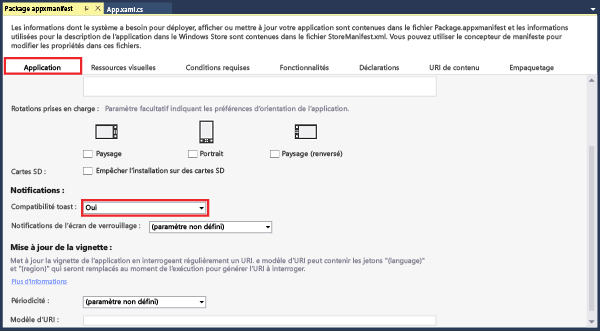 Package appxmanifest
App.xaml.cs
Les informations dont le système a besoin pour déployer, afficher ou mettre à jour votre application sont contenues dans le fichier Package.appxmanifest et les informations
utilisées pour la description de l'application dans le Windows Store sont contenues dans le fichier StoreManifest.xml. Vous pouvez utiliser le concepteur de manifeste pour
modifier les propriétés dans ces fichiers.
Application Ressources visuelles Conditions requises Fonctionnalités Déclarations URI de contenu Empaquetage
Rotations prises en charge : Paramètre facultatif indiquant les préférences d'orientation de l'application.
Paysage Portrait Paysage (renversé)
Cartes SD : Empêcher l'installation sur des cartes SD
Notifications :
Compatibilité toast : Oui
Notifications de l'écran de verrouillage : (paramètre non défini)
Mise à jour de la vignette :
Met à jour la vignette de l'application en interrogeant régulièrement un URI. e modèle d'URI peut contenir les jetons "(language)"
et "(region)" qui seront remplacés au moment de l'exécution pour générer l'URI à interroger.
Plus d'informations
Périodicité : (paramètre non défini)
Modèle d'URI :